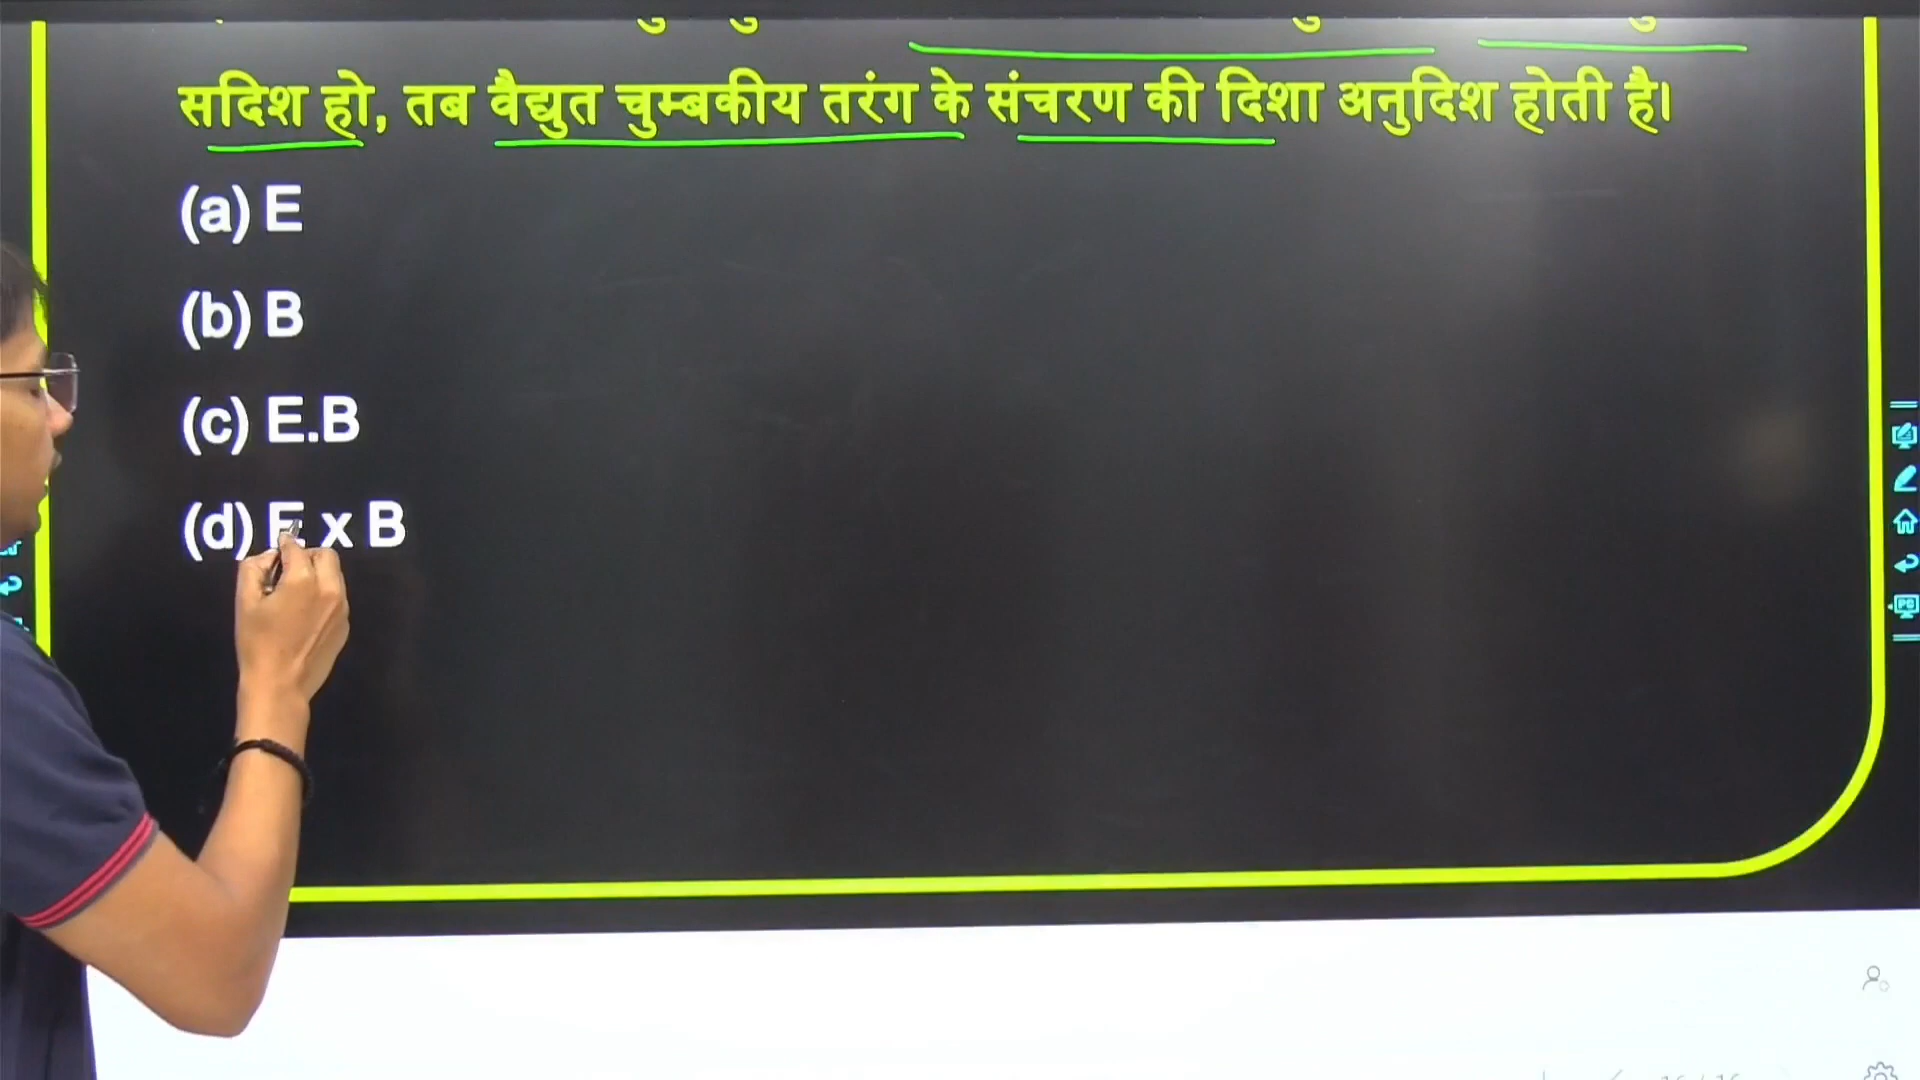 सदिश हो, तब वैद्युत चुम्बकीय तरंग के संचरण की दिशा अनुदिश होती है।
(a) E
(b) B
(c) E.B
(d) E x B